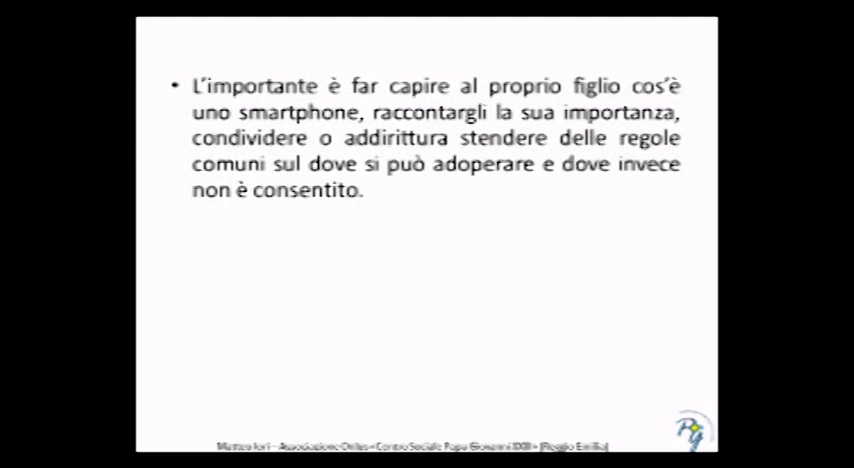 • L'importante è far capire al proprio figlio cos'è
uno smartphone, raccontargli la sua importanza,
condividere o addirittura stendere delle regole
comuni sul dove si può adoperare e dove invece
non è consentito.
Matteo Iori – Associazione Onlus «Centro Sociale Papa Giovanni XXIII» (Reggio Emilia)